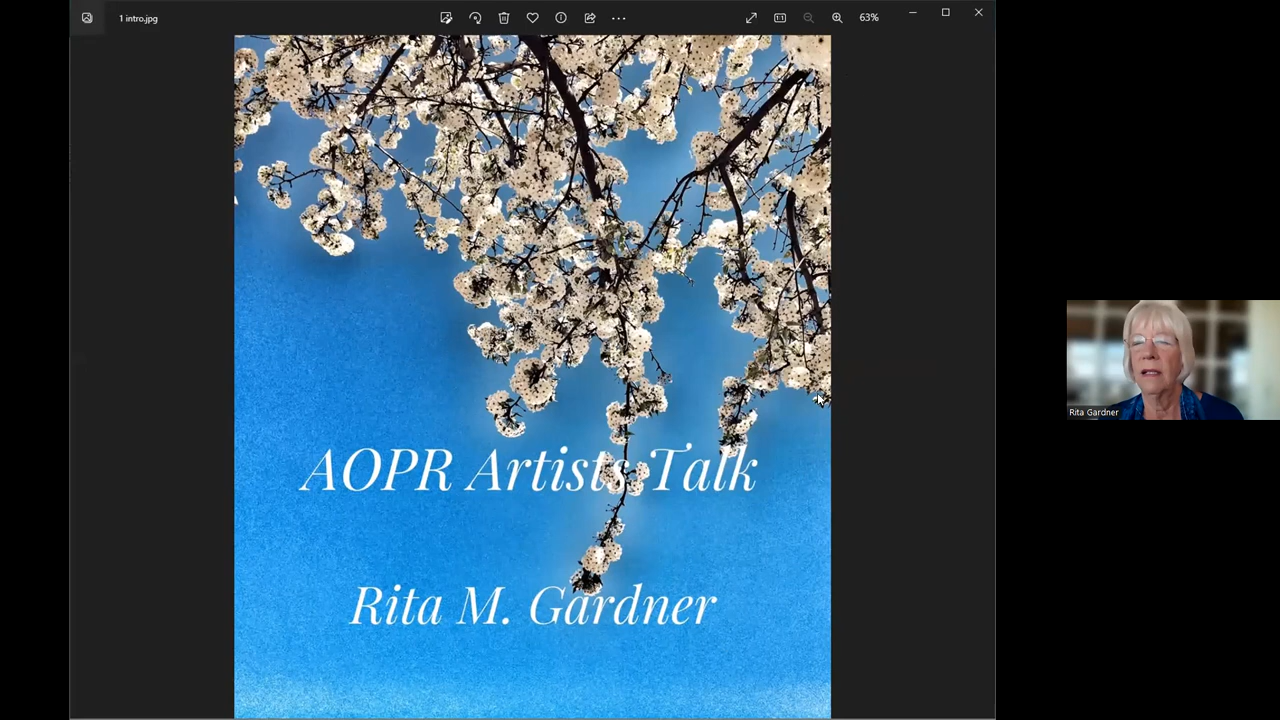 1 intro.jpg
63%
AOPR Artists Talk
Rita M. Gardner
Rita Gardner